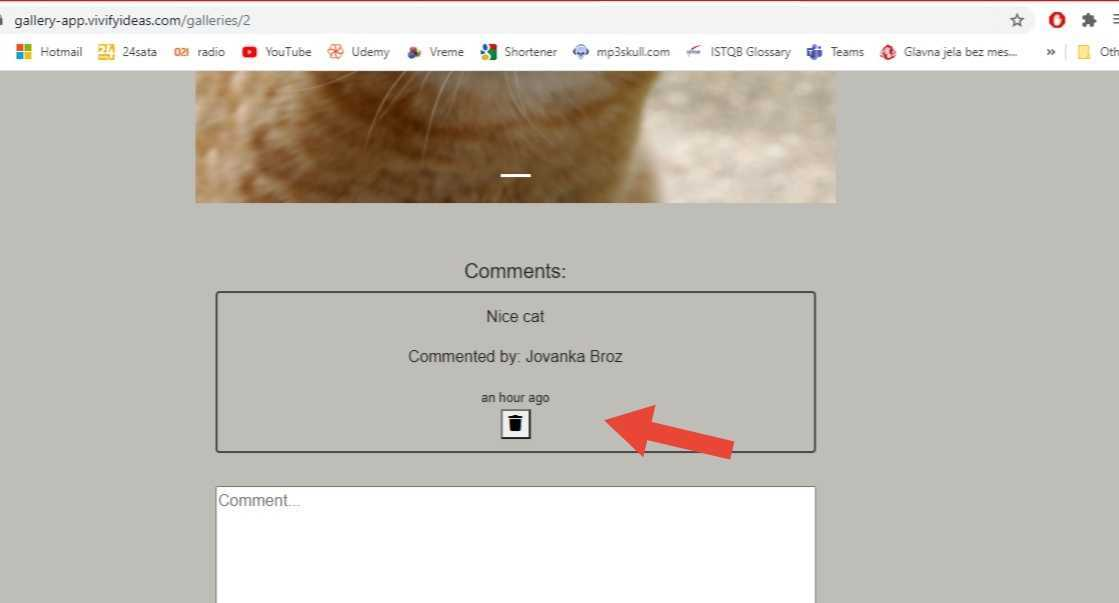 gallery-app.vivifyideas.com/galleries/2
Hotmail 24sata 021 radio YouTube Udemy Vreme Shortener mp3skull.com ISTQB Glossary Teams Glavna jela bez mes... » Oth
Comments:
Nice cat
Commented by: Jovanka Broz
an hour ago
Comment...